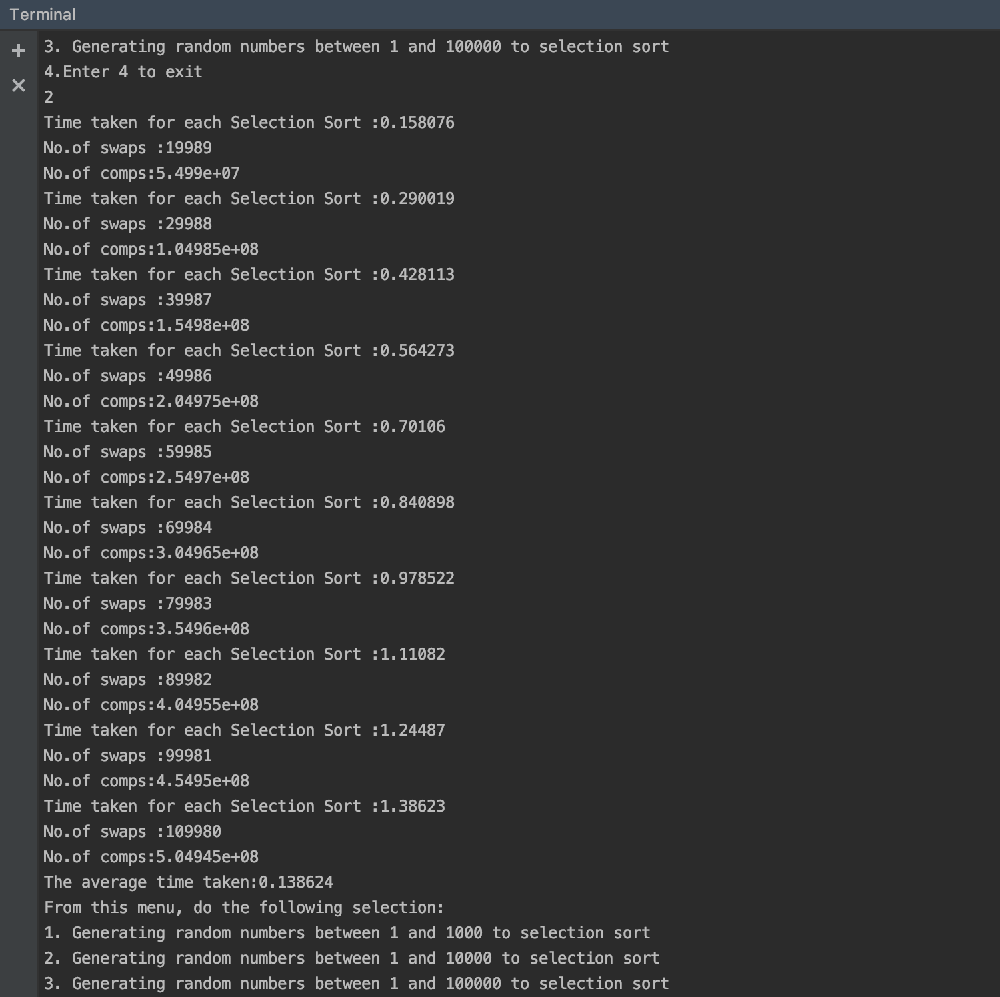 Terminal
3. Generating random numbers between 1 and 100000 to selection sort
4.Enter 4 to exit
2
Time taken for each Selection Sort :0.158076
No.of swaps :19989
No.of comps:5.499e+07
Time taken for each Selection Sort :0.290019
No.of swaps :29988
No.of comps:1.04985e+08
Time taken for each Selection Sort :0.428113
No.of swaps :39987
No.of comps:1.5498e+08
Time taken for each Selection Sort :0.564273
No.of swaps :49986
No.of comps:2.04975e+08
Time taken for each Selection Sort :0.70106
No.of swaps :59985
No.of comps:2.5497e+08
Time taken for each Selection Sort :0.840898
No.of swaps :69984
No.of comps:3.04965e+08
Time taken for each Selection Sort :0.978522
No.of swaps :79983
No.of comps:3.5496e+08
Time taken for each Selection Sort :1.11082
No.of swaps :89982
No.of comps:4.04955e+08
Time taken for each Selection Sort :1.24487
No.of swaps :99981
No.of comps:4.5495e+08
Time taken for each Selection Sort :1.38623
No.of swaps :109980
No.of comps:5.04945e+08
The average time taken:0.138624
From this menu, do the following selection:
1. Generating random numbers between 1 and 1000 to selection sort
2. Generating random numbers between 1 and 10000 to selection sort
3. Generating random numbers between 1 and 100000 to selection sort